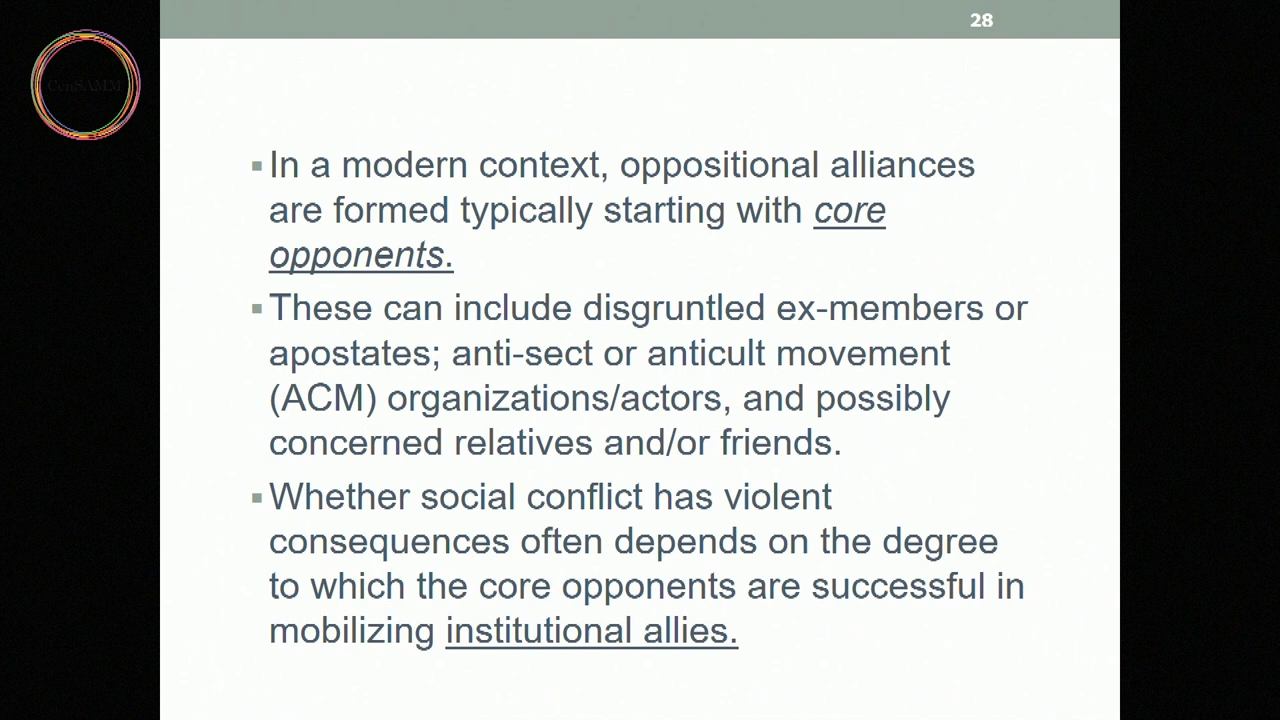 28
CenSAMM
In a modern context, oppositional alliances
are formed typically starting with core
opponents.
These can include disgruntled ex-members or
apostates; anti-sect or anticult movement
(ACM) organizations/actors, and possibly
concerned relatives and/or friends.
Whether social conflict has violent
consequences often depends on the degree
to which the core opponents are successful in
mobilizing institutional allies.